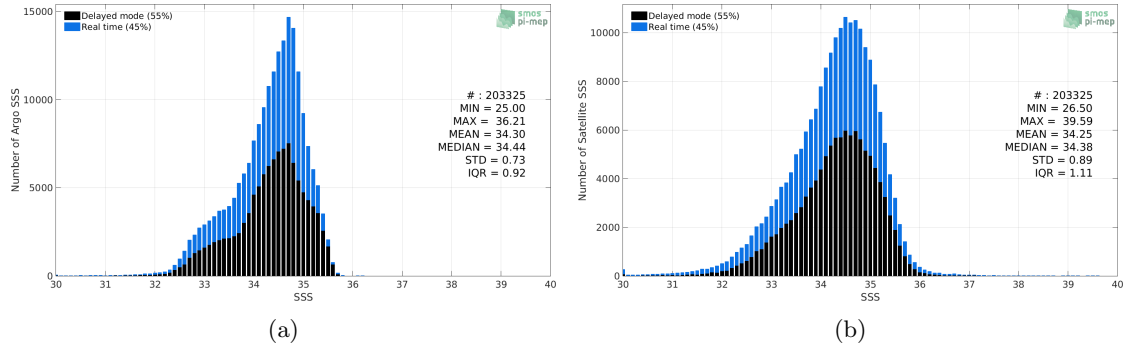 Delayed mode (55%)
Real time (45%)
smos
pi-mep
15000
10000
5000
0
Number of Argo SSS
# : 203325
MIN = 25.00
MAX = 36.21
MEAN = 34.30
MEDIAN = 34.44
STD = 0.73
IQR = 0.92
30 31 32 33 34 35 36 37 38 39 40
SSS
(a)
Delayed mode (55%)
Real time (45%)
smos
pi-mep
10000
8000
6000
4000
2000
0
Number of Satellite SSS
# : 203325
MIN = 26.50
MAX = 39.59
MEAN = 34.25
MEDIAN = 34.38
STD = 0.89
IQR = 1.11
30 31 32 33 34 35 36 37 38 39 40
SSS
(b)